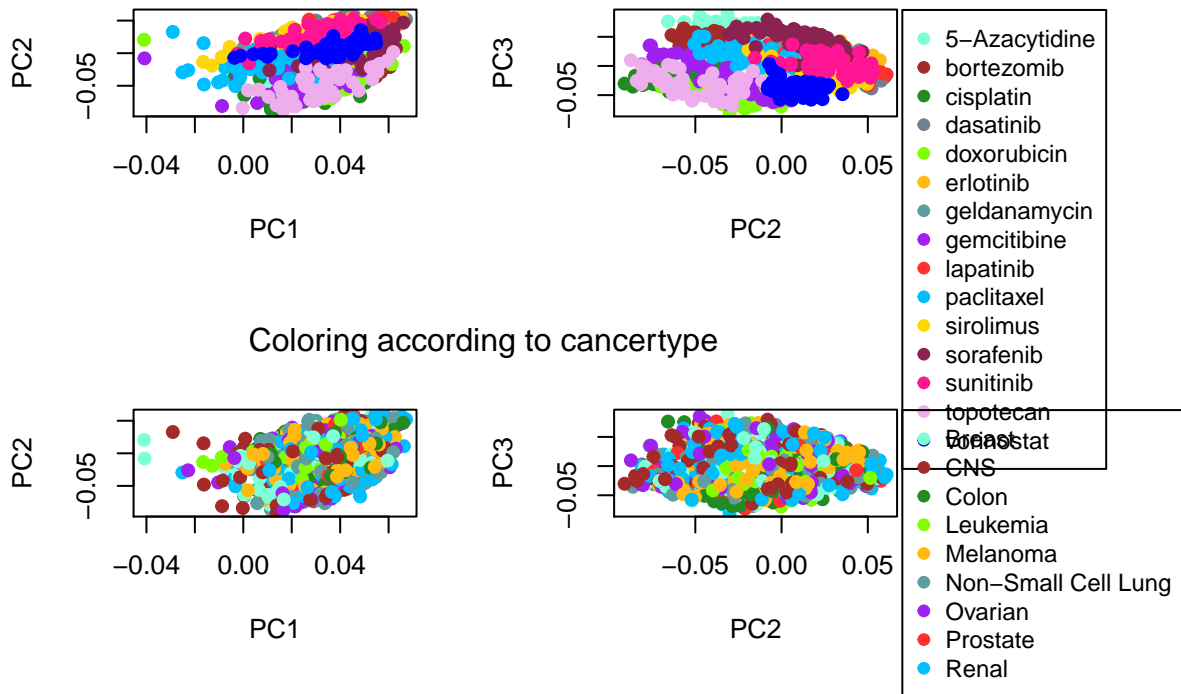 PC2
−0.05
−0.04 0.00 0.04
PC1
PC3
−0.05
−0.05 0.00 0.05
PC2
5−Azacytidine
bortezomib
cisplatin
dasatinib
doxorubicin
erlotinib
geldanamycin
gemcitibine
lapatinib
paclitaxel
sirolimus
sorafenib
sunitinib
topotecan
vorinostat
Coloring according to cancertype
PC2
−0.05
−0.04 0.00 0.04
PC1
PC3
−0.05
−0.05 0.00 0.05
PC2
Breast
CNS
Colon
Leukemia
Melanoma
Non−Small Cell Lung
Ovarian
Prostate
Renal